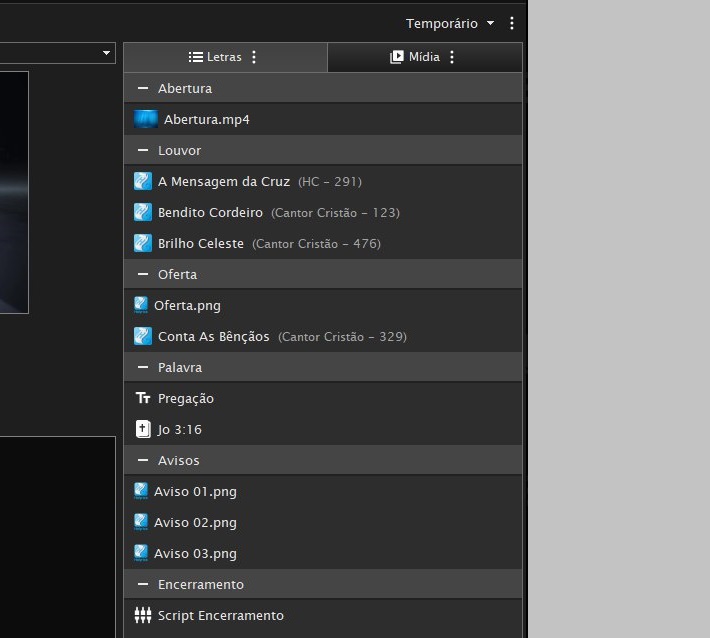 Temporário
Letras
Mídia
Abertura
Abertura.mp4
Louvor
A Mensagem da Cruz (HC - 291)
Bendito Cordeiro (Cantor Cristão - 123)
Brilho Celeste (Cantor Cristão - 476)
Oferta
Oferta.png
Conta As Bênçãos (Cantor Cristão - 329)
Palavra
Pregação
Jo 3:16
Avisos
Aviso 01.png
Aviso 02.png
Aviso 03.png
Encerramento
Script Encerramento